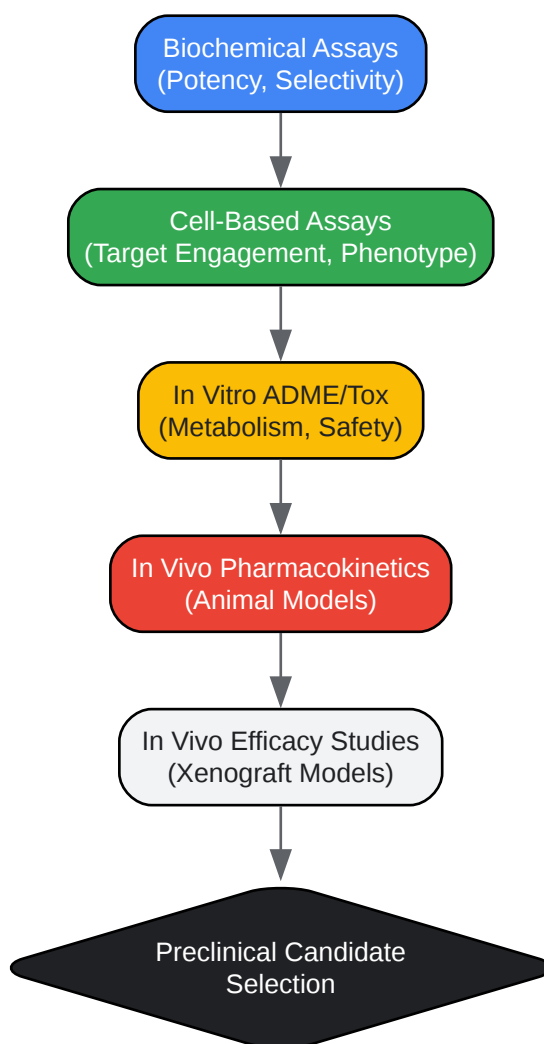 Biochemical Assays
(Potency, Selectivity)
Cell-Based Assays
(Target Engagement, Phenotype)
In Vitro ADME/Tox
(Metabolism, Safety)
In Vivo Pharmacokinetics
(Animal Models)
In Vivo Efficacy Studies
(Xenograft Models)
Preclinical Candidate
Selection